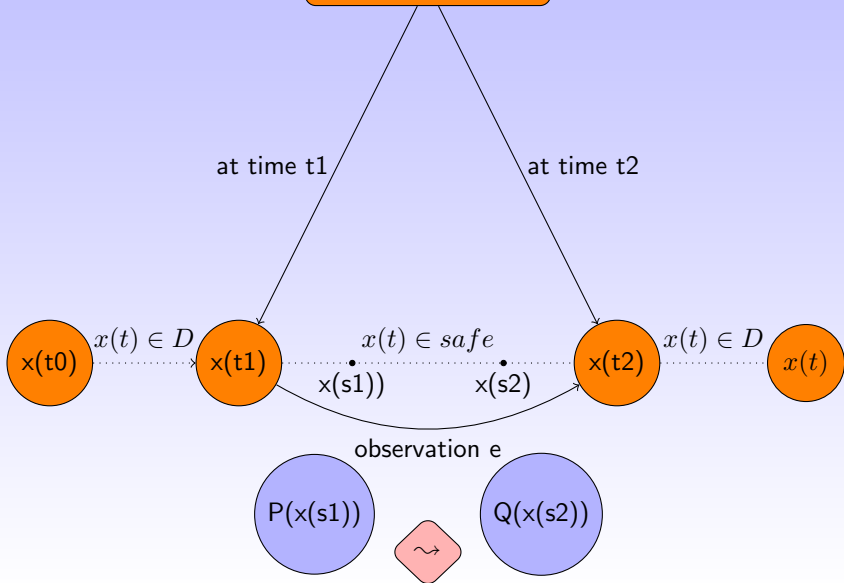 at time t1
at time t2
x(t0)
x(t) ∈ D
x(t1)
x(t) ∈ safe
x(t2)
x(t) ∈ D
x(t)
x(s1))
x(s2)
observation e
P(x(s1))
Q(x(s2))
⇝